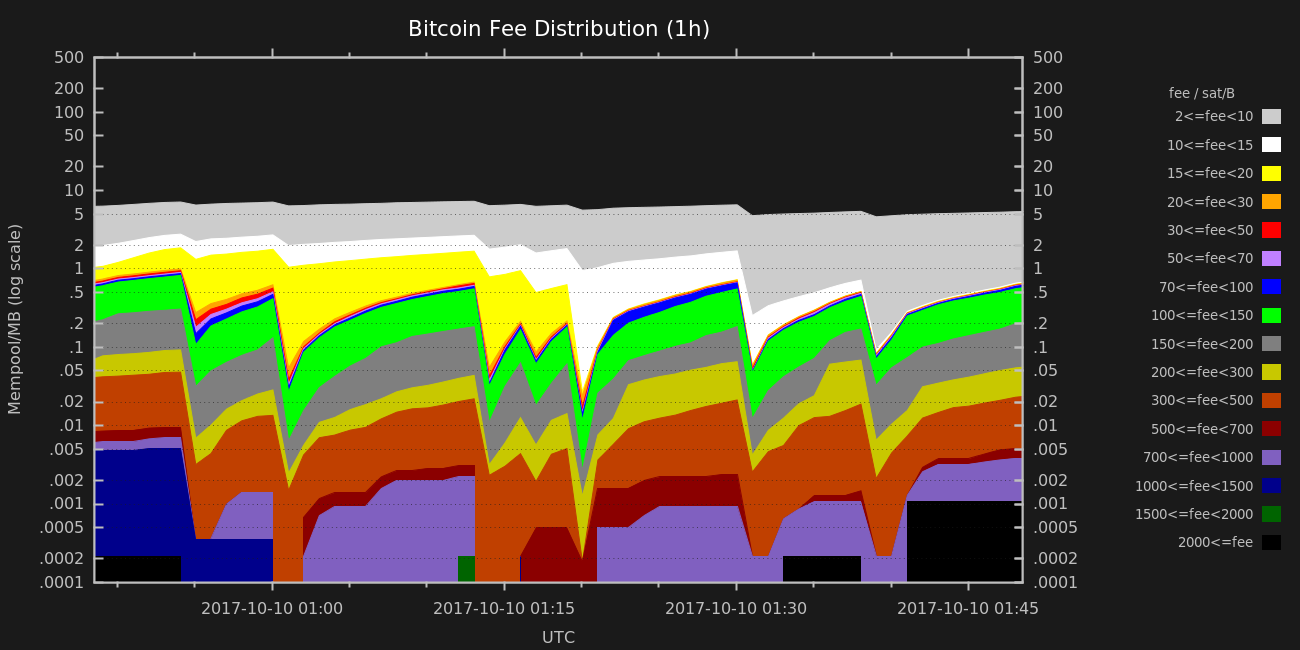 Bitcoin Fee Distribution (1h)
500 500
200 200
100 100
50 50
20 20
10 10
5 5
2 2
1 1
.5 .5
.2 .2
.1 .1
.05 .05
.02 .02
.01 .01
.005 .005
.002 .002
.001 .001
.0005 .0005
.0002 .0002
.0001 .0001
Mempool/MB (log scale)
2017-10-10 01:00 2017-10-10 01:15 2017-10-10 01:30 2017-10-10 01:45
UTC
fee / sat/B
2<=fee<10
10<=fee<15
15<=fee<20
20<=fee<30
30<=fee<50
50<=fee<70
70<=fee<100
100<=fee<150
150<=fee<200
200<=fee<300
300<=fee<500
500<=fee<700
700<=fee<1000
1000<=fee<1500
1500<=fee<2000
2000<=fee